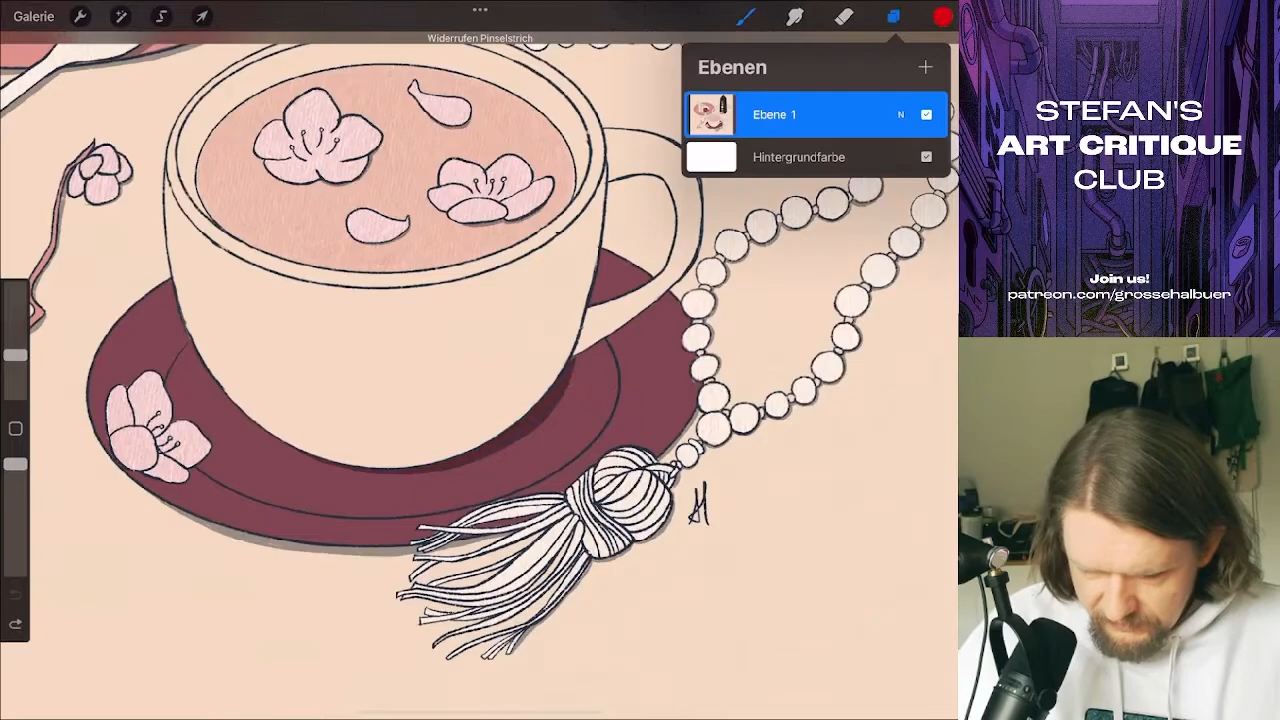 Galerie
Widerrufen Pinselstrich
Ebenen
Ebene 1
N
Hintergrundfarbe
STEFAN'S
ART CRITIQUE
CLUB
Join us!
patreon.com/grossehalbuer